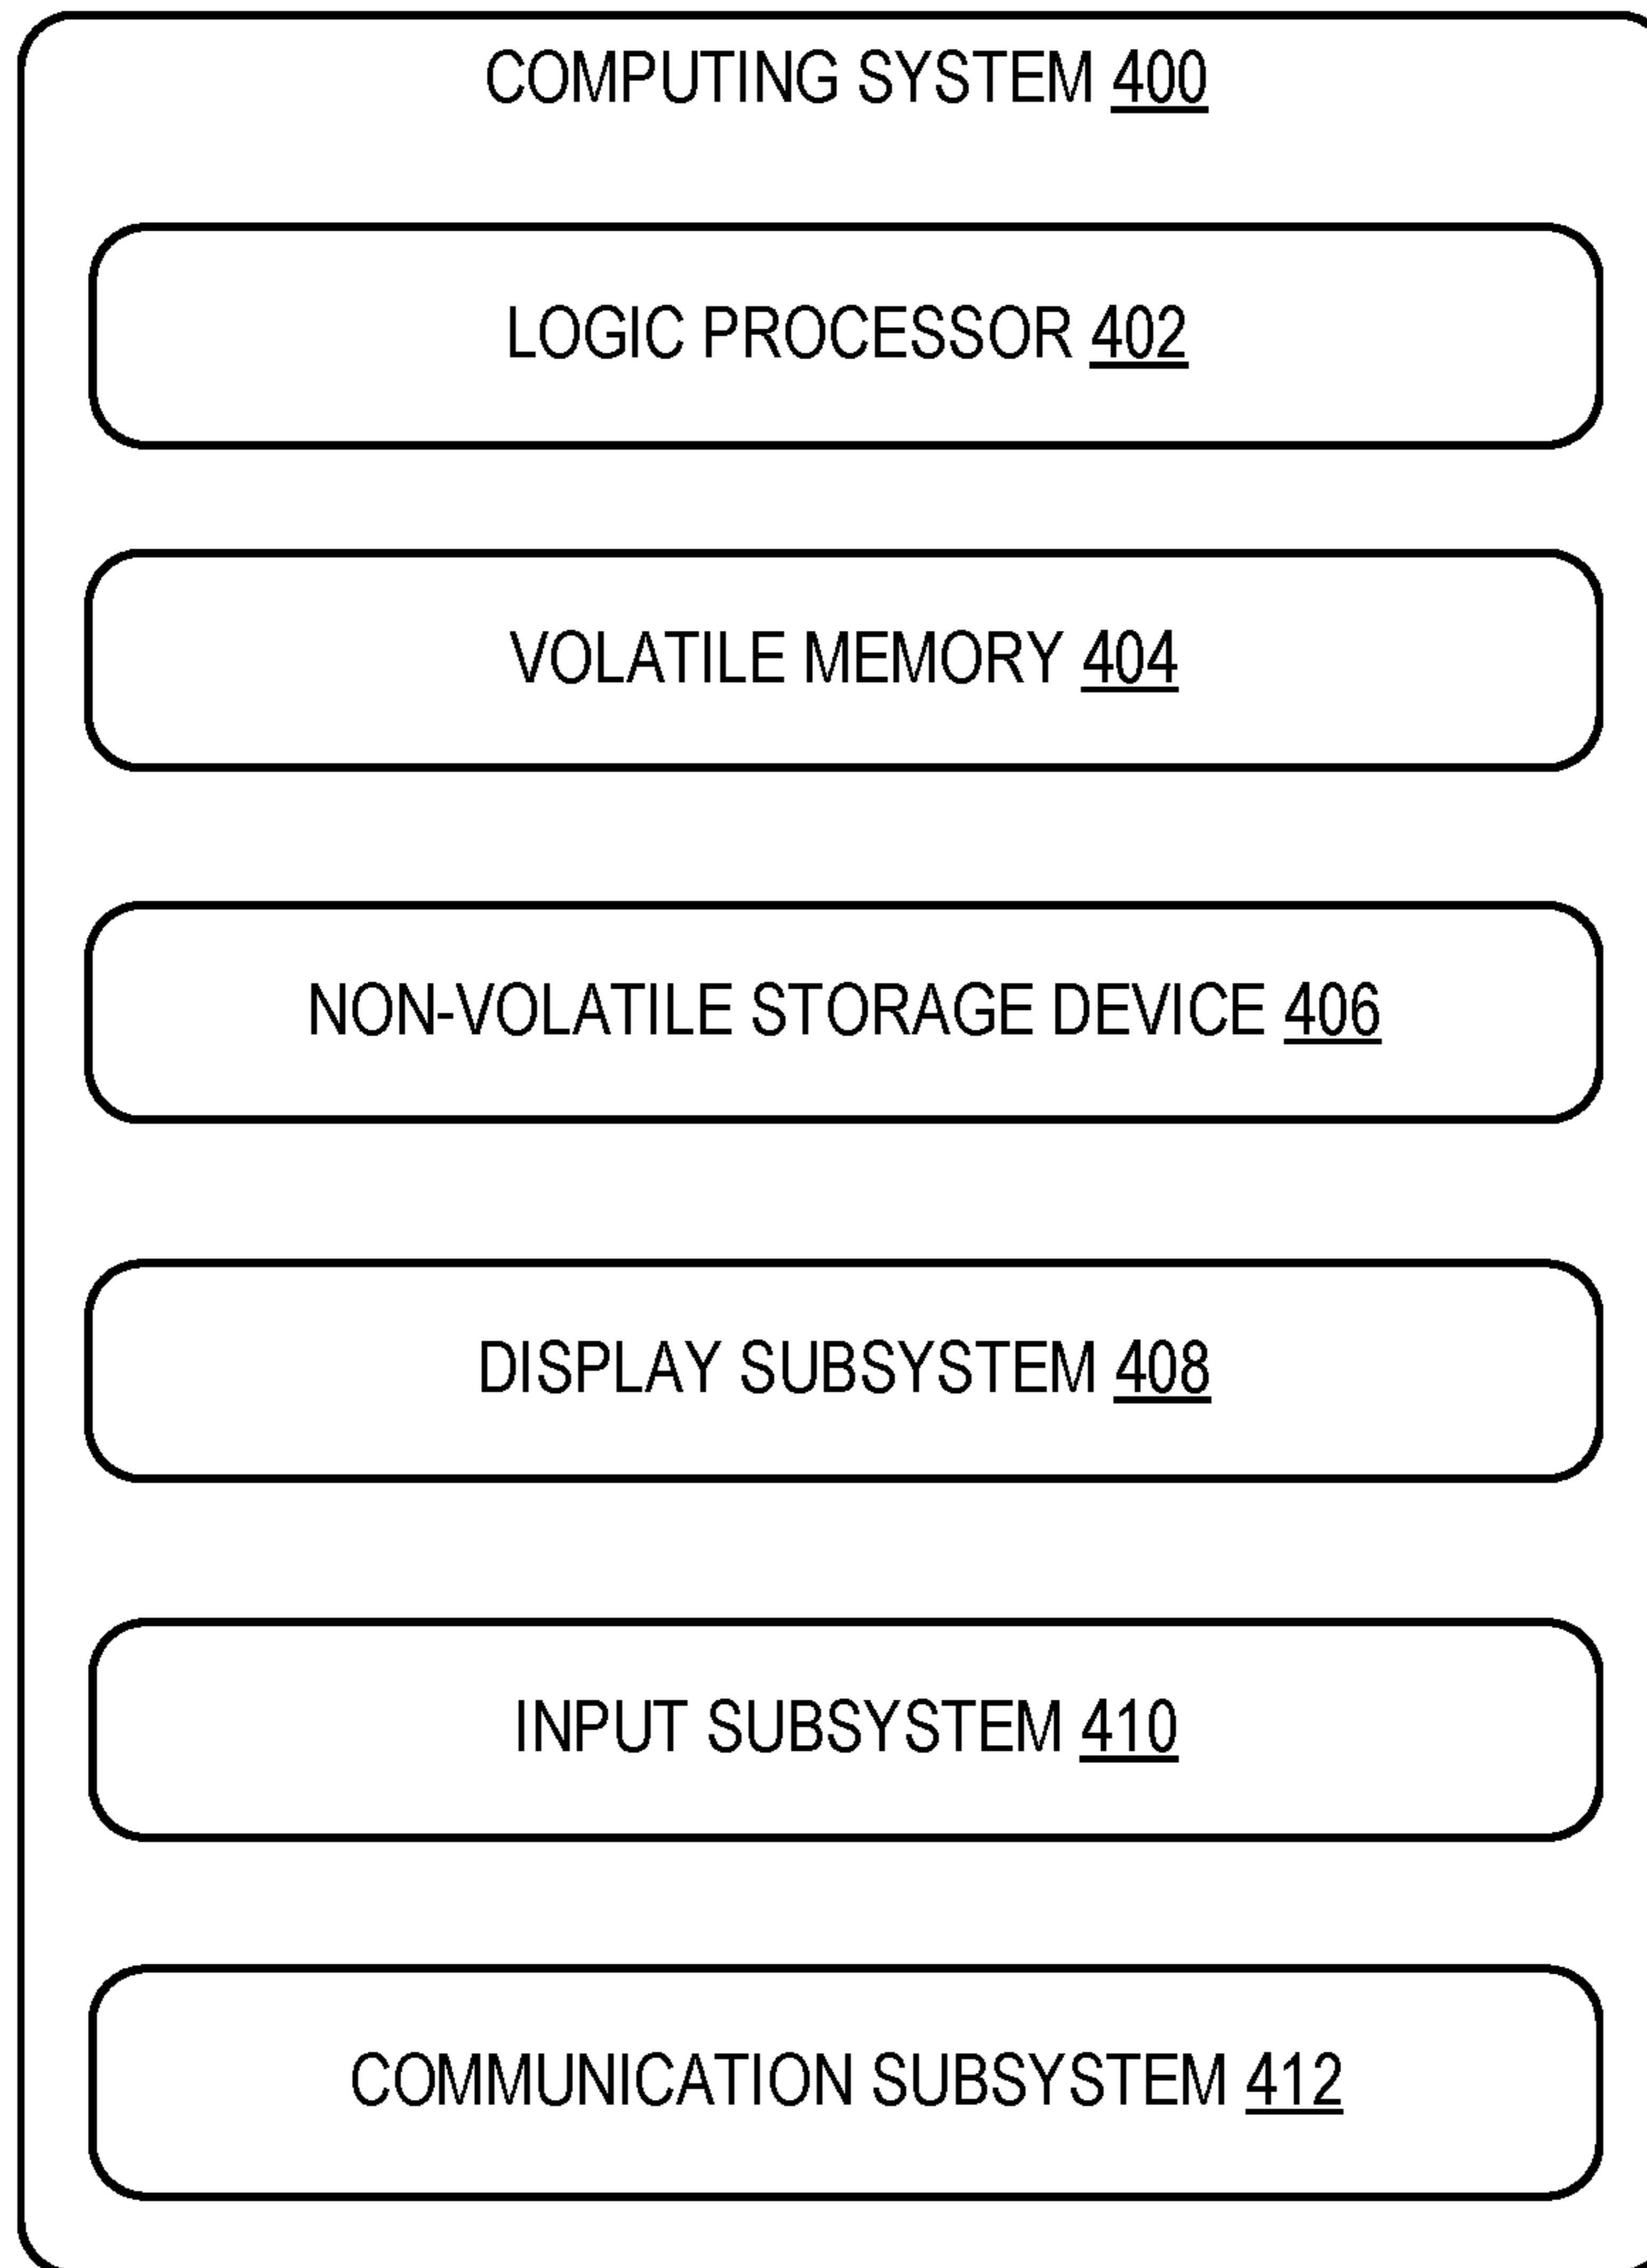 COMPUTING SYSTEM 400
LOGIC PROCESSOR 402
VOLATILE MEMORY 404
NON-VOLATILE STORAGE DEVICE 406
DISPLAY SUBSYSTEM 408
INPUT SUBSYSTEM 410
COMMUNICATION SUBSYSTEM 412